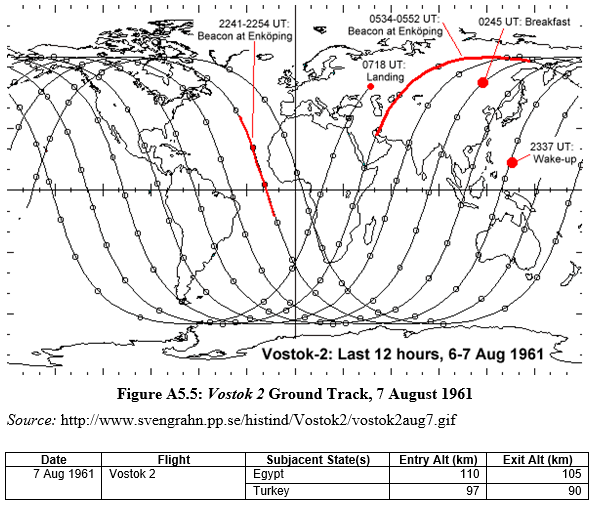 2241-2254 UT:
Beacon at Enköping
0534-0552 UT:
Beacon at Enköping
0245 UT: Breakfast
0718 UT:
Landing
2337 UT:
Wake-up
Vostok-2: Last 12 hours, 6-7 Aug 1961
Figure A5.5: Vostok 2 Ground Track, 7 August 1961
Source: http://www.svengrahn.pp.se/histind/Vostok2/vostok2aug7.gif
Date Flight Subjacent State(s) Entry Alt (km) Exit Alt (km)
7 Aug 1961 Vostok 2 Egypt 110 105
Turkey 97 90